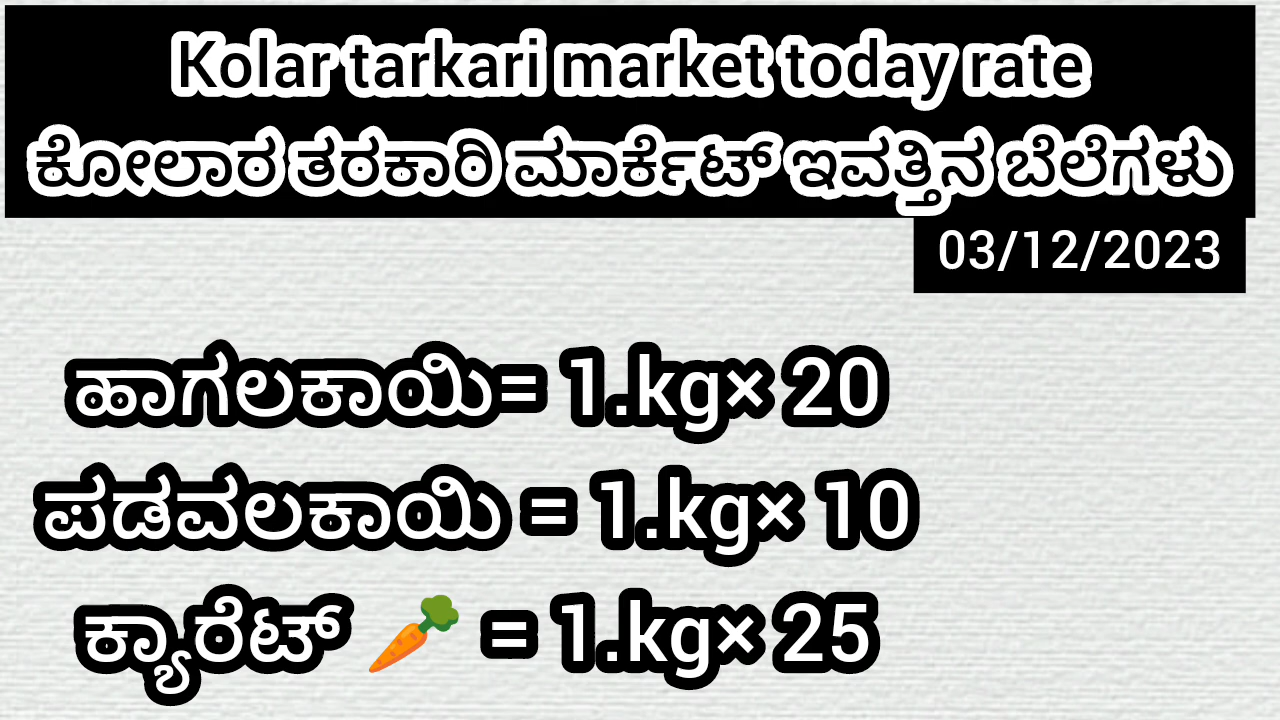 Kolar tarkari market today rate
ಕೋಲಾಠ ತಠಕಾಠಿ ಮಾರ್ಕೆಟ್ ಇವತ್ತಿನ ಬೆಲೆಗಳು
03/12/2023
ಹಾಗಲಕಾಯಿ= 1.kg× 20
ಪಡವಲಕಾಯಿ = 1.kg× 10
ಕ್ಯಾರೆಟ್ 🥕 = 1.kg× 25